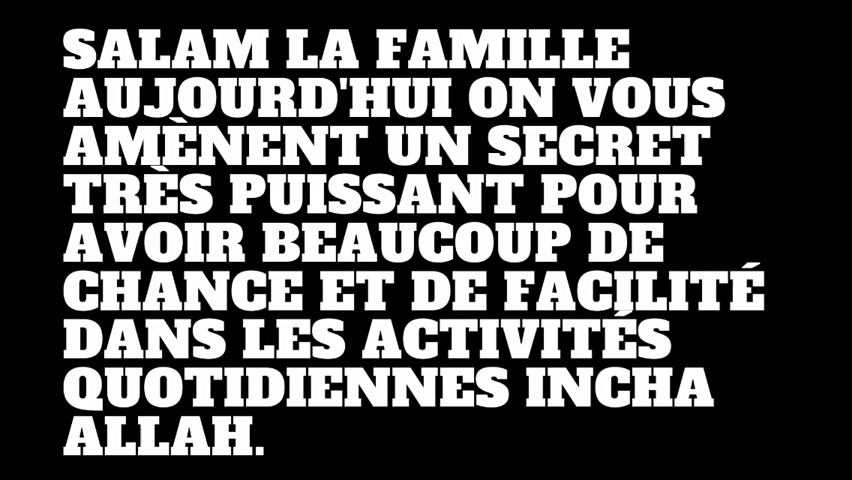 SALAM LA FAMILLE
AUJOURD'HUI ON VOUS
AMÈNENT UN SECRET
TRÈS PUISSANT POUR
AVOIR BEAUCOUP DE
CHANCE ET DE FACILITÉ
DANS LES ACTIVITÉS
QUOTIDIENNES INCHA
ALLAH.